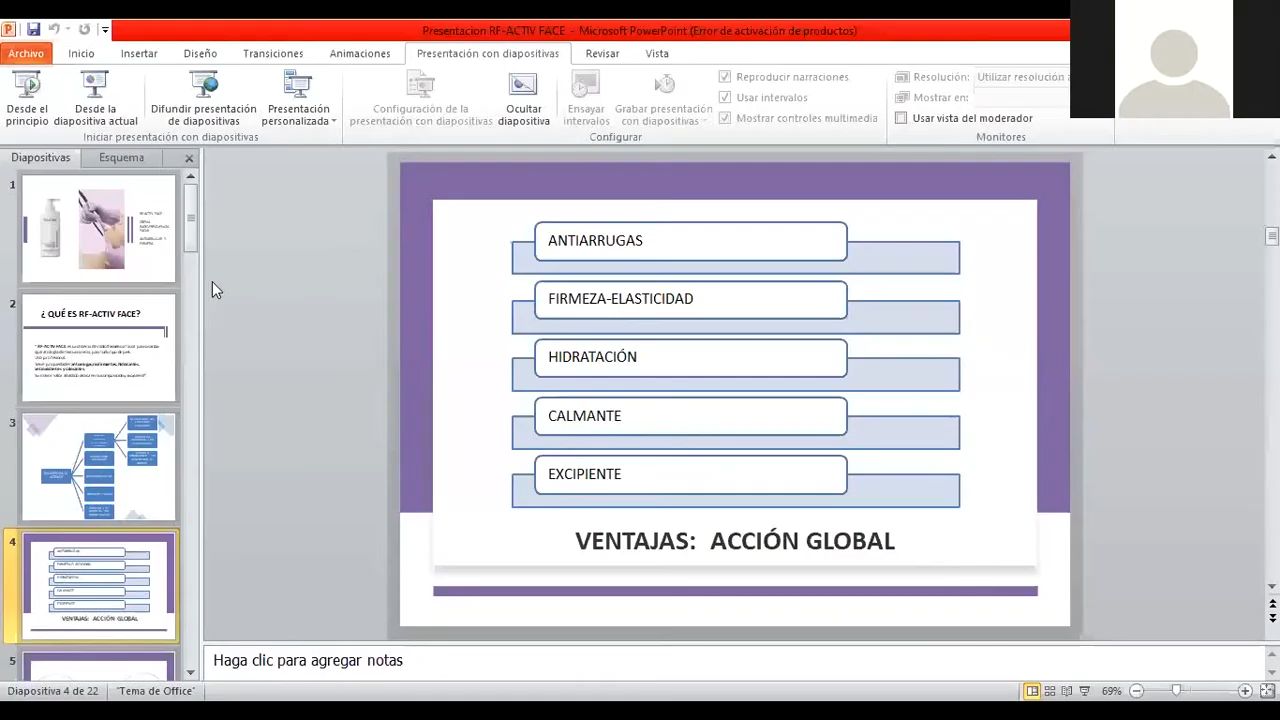 Presentacion RF-ACTIV FACE - Microsoft PowerPoint (Error de activación de productos)
Archivo Inicio Insertar Diseño Transiciones Animaciones Presentación con diapositivas Revisar Vista
Desde el principio
Desde la diapositiva actual
Difundir presentación de diapositivas
Presentación personalizada
Configuración de la presentación con diapositivas
Ocultar diapositiva
Ensayar intervalos
Grabar presentación con diapositivas
Reproducir narraciones
Usar intervalos
Mostrar controles multimedia
Resolución: Utilizar resolución
Mostrar en:
Usar vista del moderador
Iniciar presentación con diapositivas
Configurar
Monitores
Diapositivas Esquema
1
2
¿ QUÉ ES RF-ACTIV FACE?
3
4
VENTAJAS: ACCIÓN GLOBAL
5
ANTIARRUGAS
FIRMEZA-ELASTICIDAD
HIDRATACIÓN
CALMANTE
EXCIPIENTE
VENTAJAS: ACCIÓN GLOBAL
Haga clic para agregar notas
Diapositiva 4 de 22 "Tema de Office" 69%